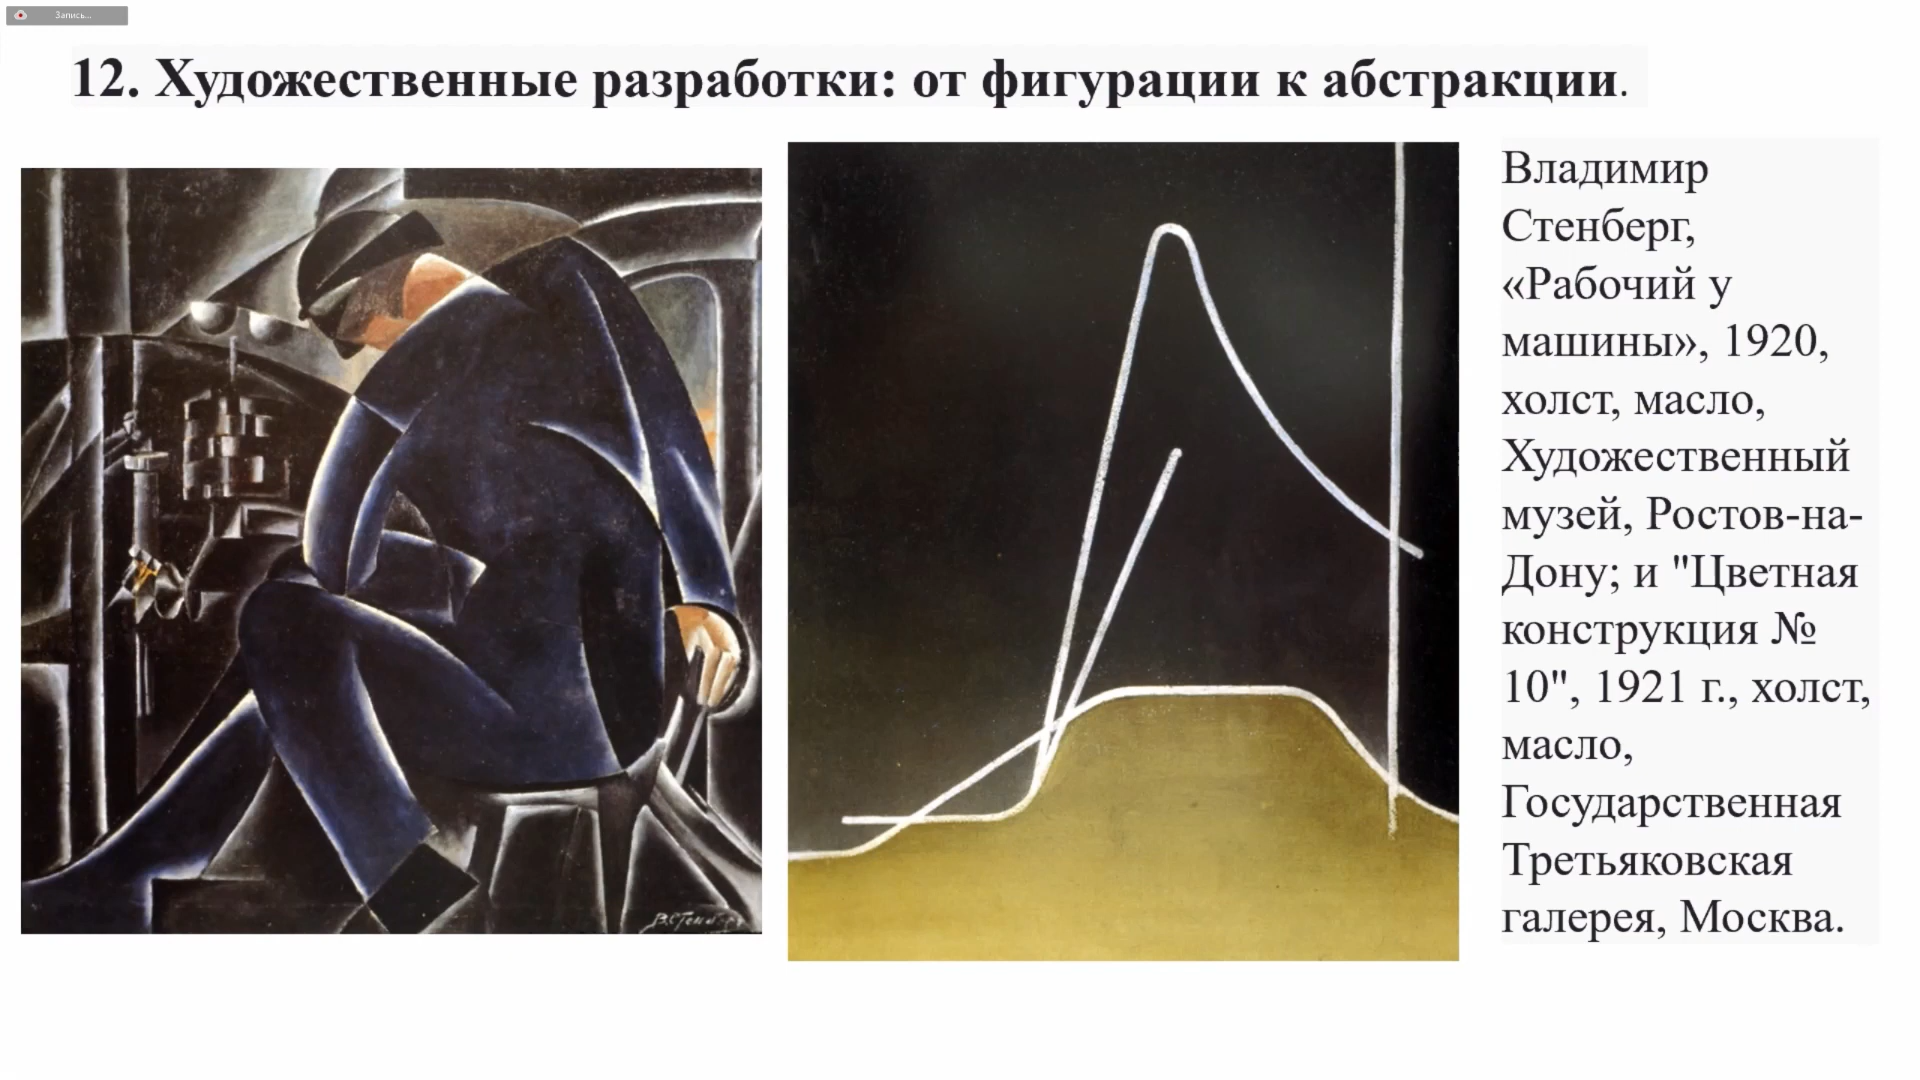 Запись...
12. Художественные разработки: от фигурации к абстракции.
Владимир
Стенберг,
«Рабочий у
машины», 1920,
холст, масло,
Художественный
музей, Ростов-на-
Дону; и "Цветная
конструкция №
10", 1921 г., холст,
масло,
Государственная
Третьяковская
галерея, Москва.